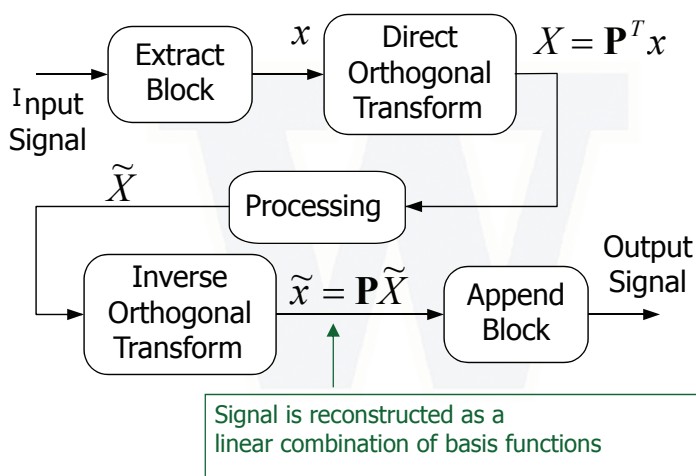 Extract
Block
x
Direct
Orthogonal
Transform
X = P^T x
Input
Signal
X̃
Processing
Inverse
Orthogonal
Transform
x̃ = PX̃
Append
Block
Output
Signal
Signal is reconstructed as a
linear combination of basis functions